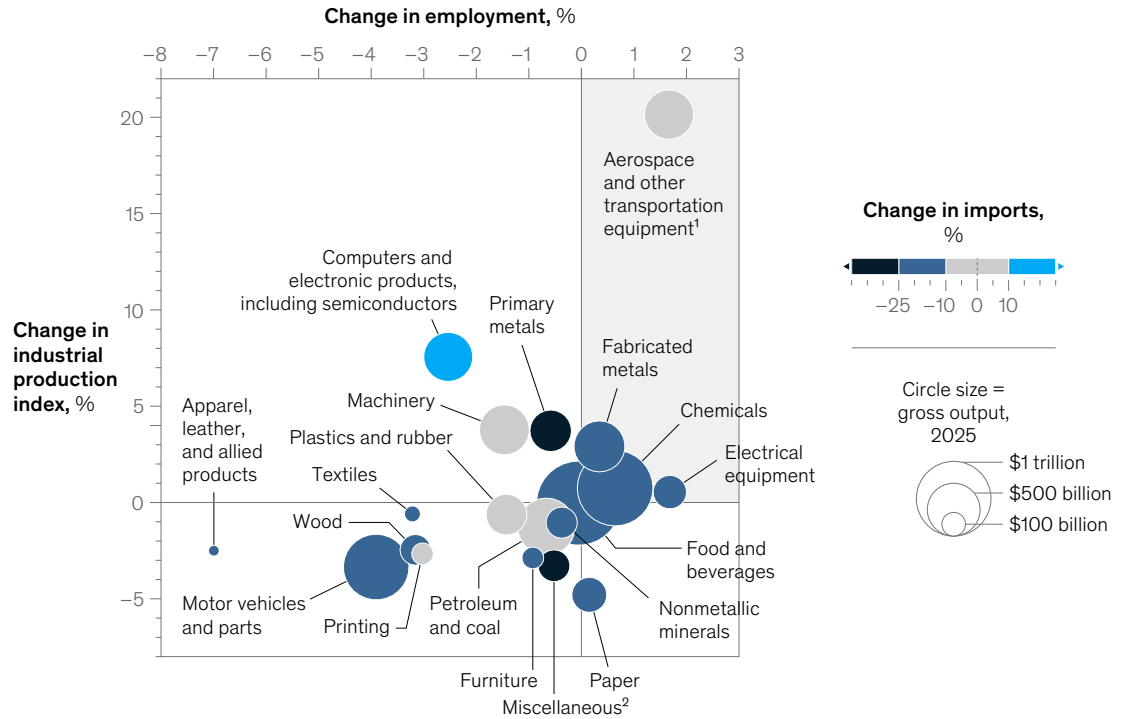 Change in employment, %
−8 −7 −6 −5 −4 −3 −2 −1 0 1 2 3
Change in
industrial
production
index, %
20
15
10
5
0
−5
Aerospace
and other
transportation
equipment¹
Computers and
electronic products,
including semiconductors
Primary
metals
Fabricated
metals
Machinery
Chemicals
Apparel,
leather,
and allied
products
Plastics and rubber
Electrical
equipment
Textiles
Wood
Food and
beverages
Motor vehicles
and parts
Printing
Petroleum
and coal
Nonmetallic
minerals
Furniture
Paper
Miscellaneous²
Change in imports,
%
−25 −10 0 10
Circle size =
gross output,
2025
$1 trillion
$500 billion
$100 billion